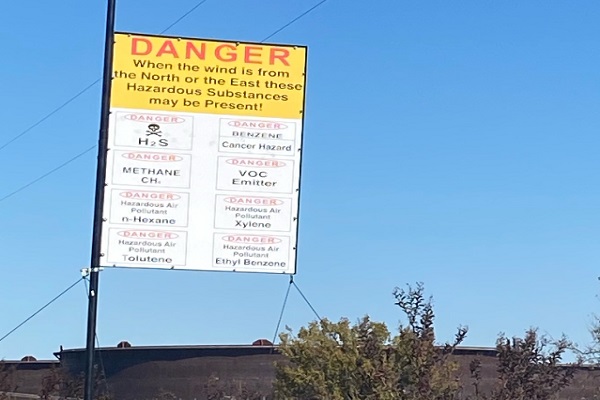 DANGER
When the wind is from
the North or the East these
Hazardous Substances
may be Present!
DANGER
H₂S
DANGER
BENZENE
Cancer Hazard
DANGER
METHANE
CH₄
DANGER
VOC
Emitter
DANGER
Hazardous Air
Pollutant
n-Hexane
DANGER
Hazardous Air
Pollutant
Xylene
DANGER
Hazardous Air
Pollutant
Tolutene
DANGER
Hazardous Air
Pollutant
Ethyl Benzene